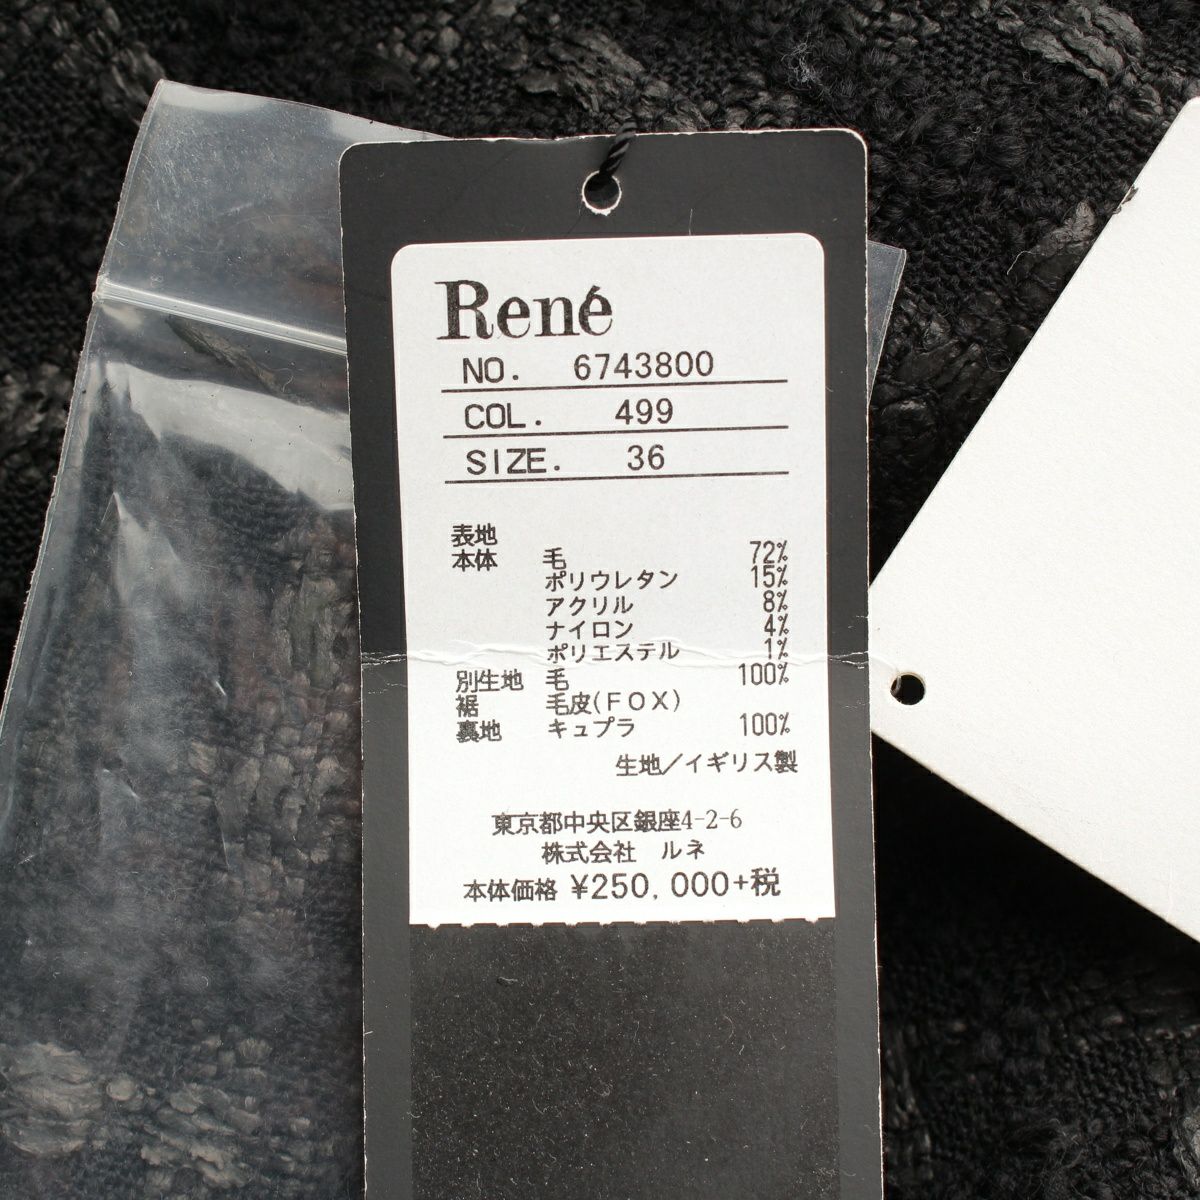 René
NO. 6743800
COL. 499
SIZE. 36
表地
本体 毛 72%
ポリウレタン 15%
アクリル 8%
ナイロン 4%
ポリエステル 1%
別生地 毛 100%
裾 毛皮(FOX)
裏地 キュプラ 100%
生地/イギリス製
東京都中央区銀座4-2-6
株式会社 ルネ
本体価格 ¥250,000+税